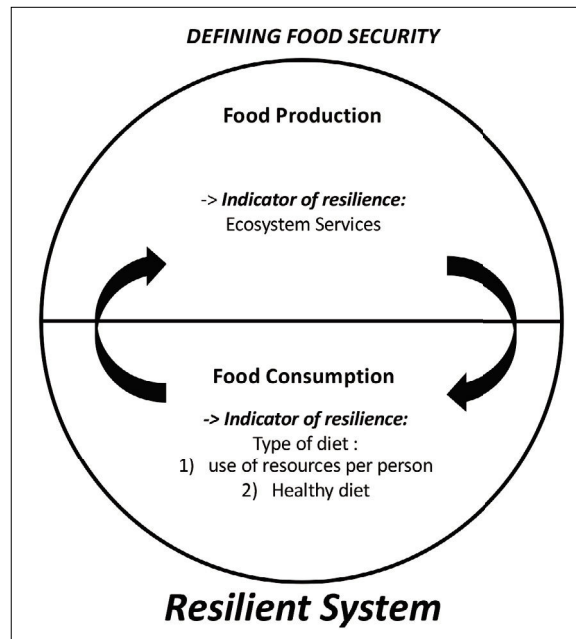 DEFINING FOOD SECURITY
Food Production
-> Indicator of resilience:
Ecosystem Services
Food Consumption
-> Indicator of resilience:
Type of diet :
1) use of resources per person
2) Healthy diet
Resilient System